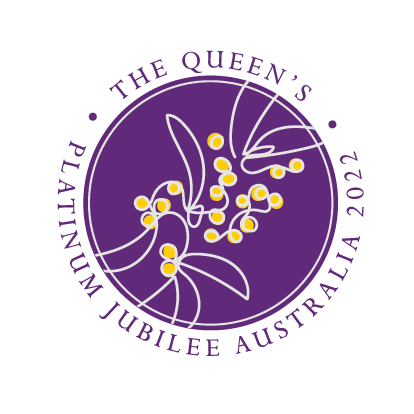 THE QUEEN'S
PLATINUM JUBILEE AUSTRALIA 2022